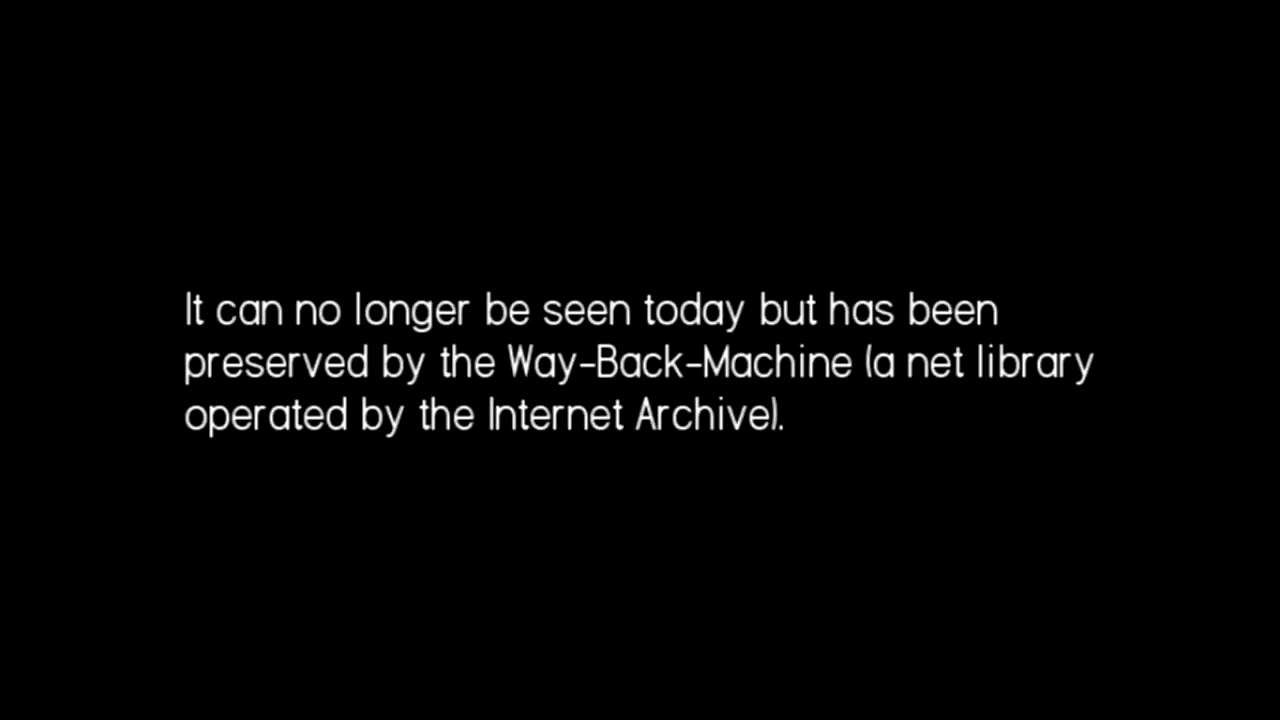 It can no longer be seen today but has been
preserved by the Way-Back-Machine (a net library
operated by the Internet Archive).